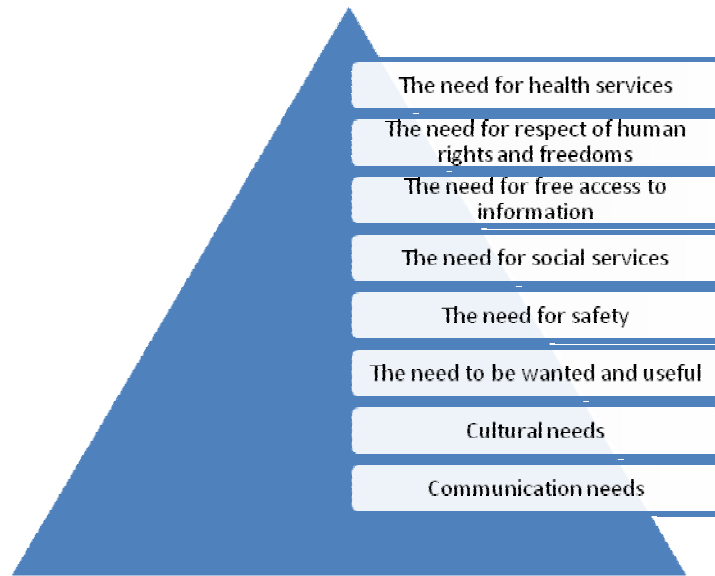 The need for health services
The need for respect of human
rights and freedoms
The need for free access to
information
The need for social services
The need for safety
The need to be wanted and useful
Cultural needs
Communication needs